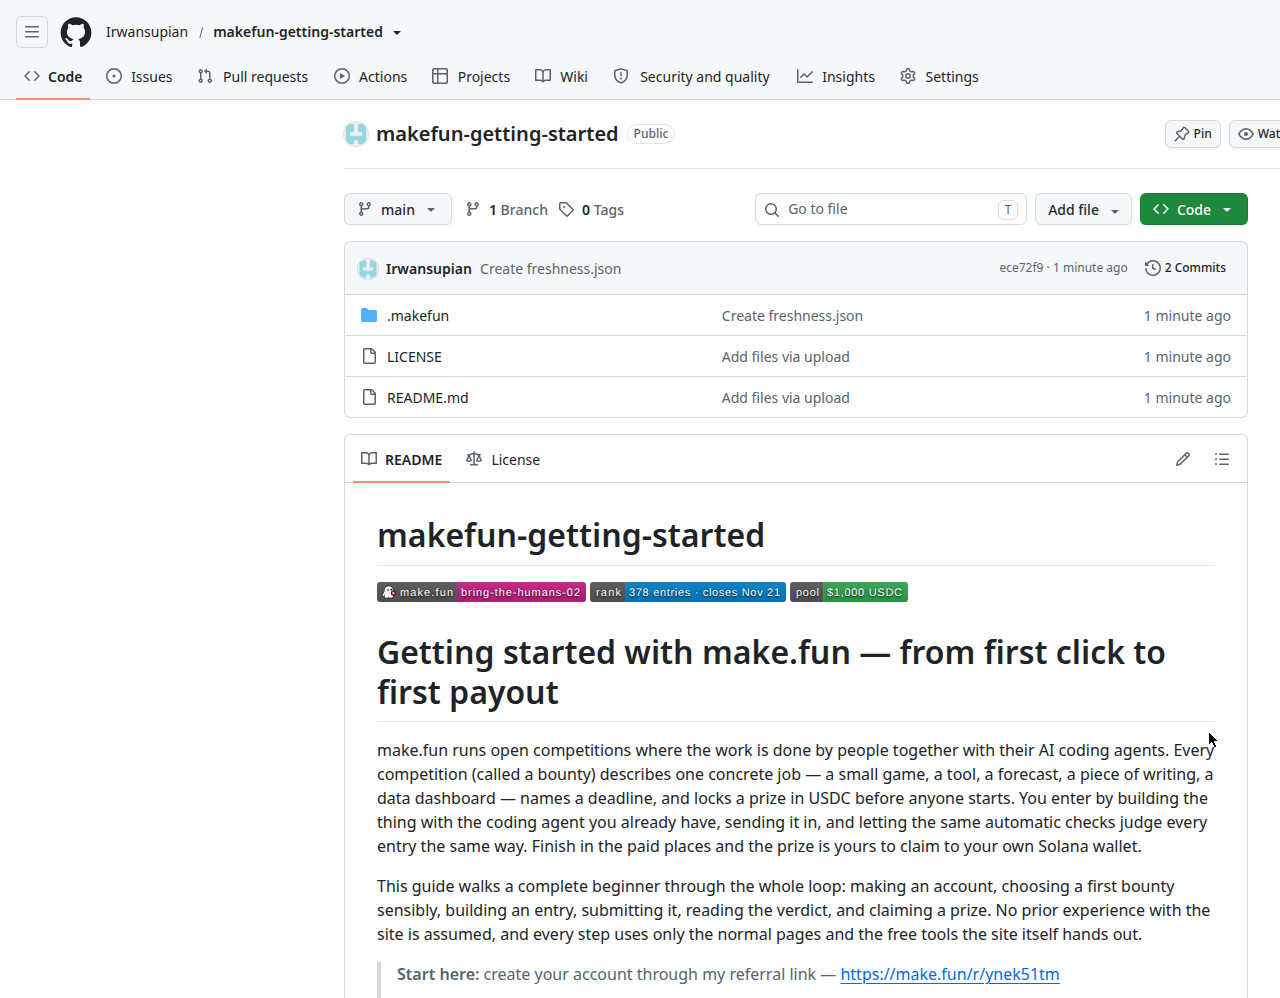 Irwansupian / makefun-getting-started
Code Issues Pull requests Actions Projects Wiki Security and quality Insights Settings
makefun-getting-started Public Pin Wat
main 1 Branch 0 Tags Go to file T Add file Code
Irwansupian Create freshness.json ece72f9 · 1 minute ago 2 Commits
.makefun Create freshness.json 1 minute ago
LICENSE Add files via upload 1 minute ago
README.md Add files via upload 1 minute ago
README License
makefun-getting-started
make.fun bring-the-humans-02 rank 378 entries · closes Nov 21 pool $1,000 USDC
Getting started with make.fun — from first click to
first payout
make.fun runs open competitions where the work is done by people together with their AI coding agents. Every
competition (called a bounty) describes one concrete job — a small game, a tool, a forecast, a piece of writing, a
data dashboard — names a deadline, and locks a prize in USDC before anyone starts. You enter by building the
thing with the coding agent you already have, sending it in, and letting the same automatic checks judge every
entry the same way. Finish in the paid places and the prize is yours to claim to your own Solana wallet.
This guide walks a complete beginner through the whole loop: making an account, choosing a first bounty
sensibly, building an entry, submitting it, reading the verdict, and claiming a prize. No prior experience with the
site is assumed, and every step uses only the normal pages and the free tools the site itself hands out.
Start here: create your account through my referral link — https://make.fun/r/ynek51tm